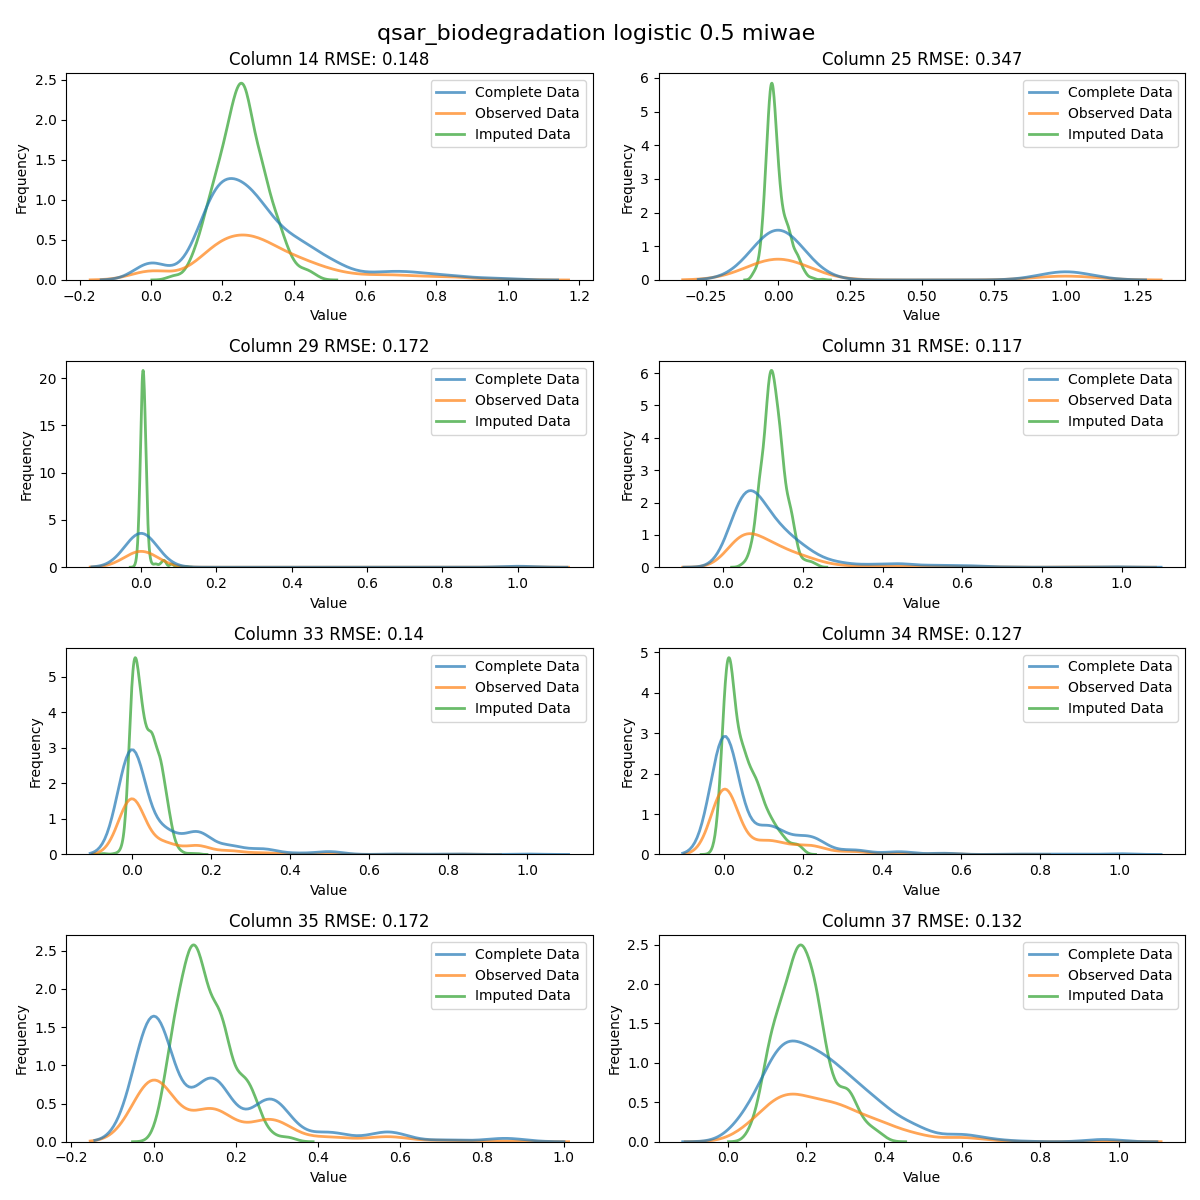 qsar_biodegradation logistic 0.5 miwae
Column 14 RMSE: 0.148
Frequency
2.5
2.0
1.5
1.0
0.5
0.0
Complete Data
Observed Data
Imputed Data
−0.2 0.0 0.2 0.4 0.6 0.8 1.0 1.2
Value
Column 25 RMSE: 0.347
Frequency
6
5
4
3
2
1
0
Complete Data
Observed Data
Imputed Data
−0.25 0.00 0.25 0.50 0.75 1.00 1.25
Value
Column 29 RMSE: 0.172
Frequency
20
15
10
5
0
Complete Data
Observed Data
Imputed Data
0.0 0.2 0.4 0.6 0.8 1.0
Value
Column 31 RMSE: 0.117
Frequency
6
5
4
3
2
1
0
Complete Data
Observed Data
Imputed Data
0.0 0.2 0.4 0.6 0.8 1.0
Value
Column 33 RMSE: 0.14
Frequency
5
4
3
2
1
0
Complete Data
Observed Data
Imputed Data
0.0 0.2 0.4 0.6 0.8 1.0
Value
Column 34 RMSE: 0.127
Frequency
5
4
3
2
1
0
Complete Data
Observed Data
Imputed Data
0.0 0.2 0.4 0.6 0.8 1.0
Value
Column 35 RMSE: 0.172
Frequency
2.5
2.0
1.5
1.0
0.5
0.0
Complete Data
Observed Data
Imputed Data
−0.2 0.0 0.2 0.4 0.6 0.8 1.0
Value
Column 37 RMSE: 0.132
Frequency
2.5
2.0
1.5
1.0
0.5
0.0
Complete Data
Observed Data
Imputed Data
0.0 0.2 0.4 0.6 0.8 1.0
Value